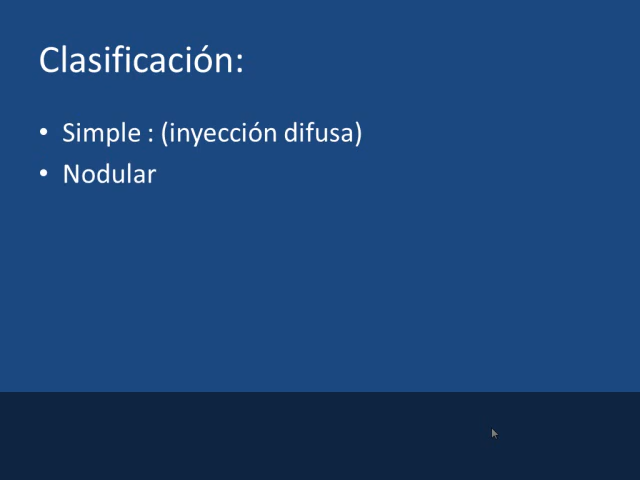 Clasificación:
• Simple : (inyección difusa)
• Nodular